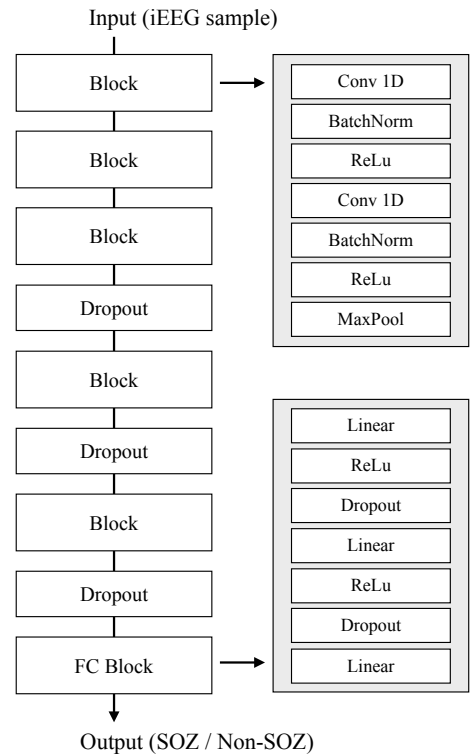 Input (iEEG sample)
Block
Block
Block
Dropout
Block
Dropout
Block
Dropout
FC Block
Output (SOZ / Non-SOZ)
Conv 1D
BatchNorm
ReLu
Conv 1D
BatchNorm
ReLu
MaxPool
Linear
ReLu
Dropout
Linear
ReLu
Dropout
Linear